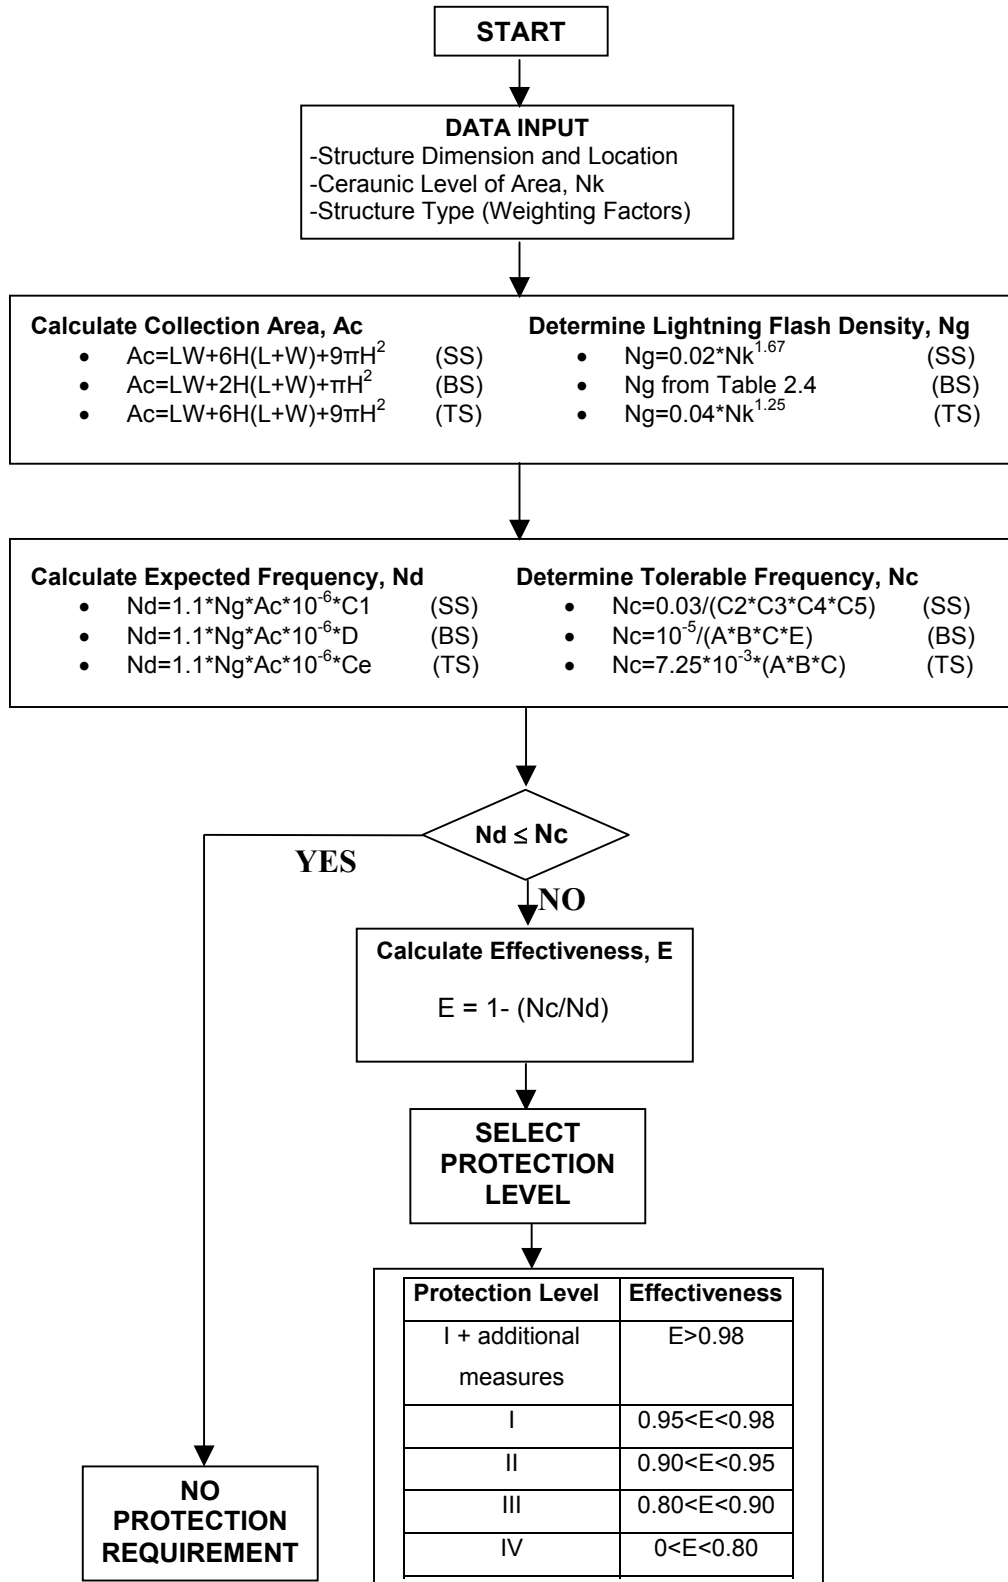 START
DATA INPUT
-Structure Dimension and Location
-Ceraunic Level of Area, Nk
-Structure Type (Weighting Factors)
Calculate Collection Area, Ac
• Ac=LW+6H(L+W)+9πH² (SS)
• Ac=LW+2H(L+W)+πH² (BS)
• Ac=LW+6H(L+W)+9πH² (TS)
Determine Lightning Flash Density, Ng
• Ng=0.02*Nk^1.67 (SS)
• Ng from Table 2.4 (BS)
• Ng=0.04*Nk^1.25 (TS)
Calculate Expected Frequency, Nd
• Nd=1.1*Ng*Ac*10^-6*C1 (SS)
• Nd=1.1*Ng*Ac*10^-6*D (BS)
• Nd=1.1*Ng*Ac*10^-6*Ce (TS)
Determine Tolerable Frequency, Nc
• Nc=0.03/(C2*C3*C4*C5) (SS)
• Nc=10^-5/(A*B*C*E) (BS)
• Nc=7.25*10^-3*(A*B*C) (TS)
Nd ≤ Nc
YES
NO
Calculate Effectiveness, E
E = 1- (Nc/Nd)
SELECT
PROTECTION
LEVEL
Protection Level Effectiveness
I + additional E>0.98
measures
I 0.95<E<0.98
II 0.90<E<0.95
III 0.80<E<0.90
IV 0<E<0.80
NO
PROTECTION
REQUIREMENT